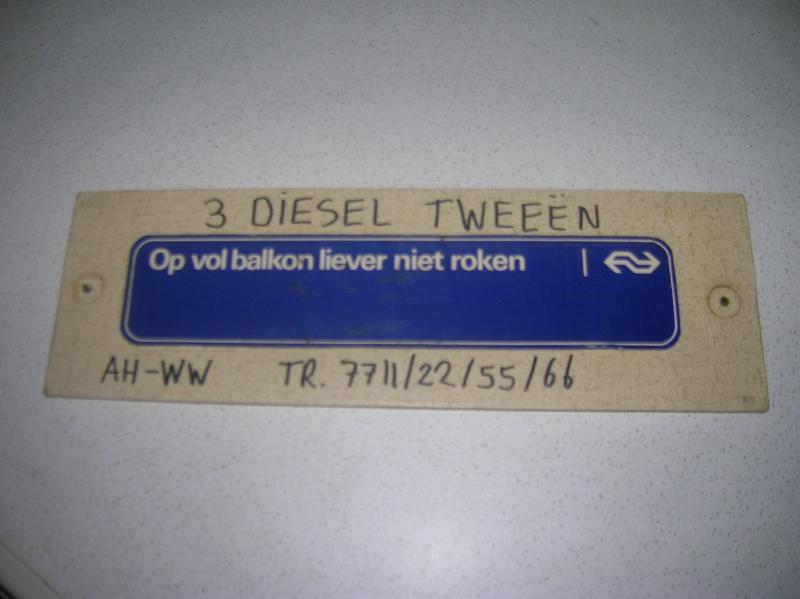 3 DIESEL TWEEËN
Op vol balkon liever niet roken
AH-WW TR. 7711/22/55/66